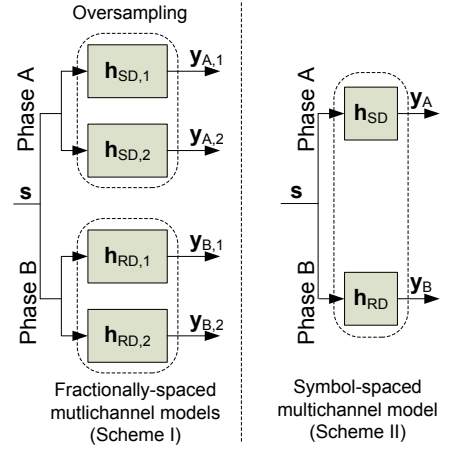 Oversampling
Phase A
h_SD,1
y_A,1
h_SD,2
y_A,2
s
Phase B
h_RD,1
y_B,1
h_RD,2
y_B,2
Fractionally-spaced
mutlichannel models
(Scheme I)
Phase A
h_SD
y_A
s
Phase B
h_RD
y_B
Symbol-spaced
multichannel model
(Scheme II)